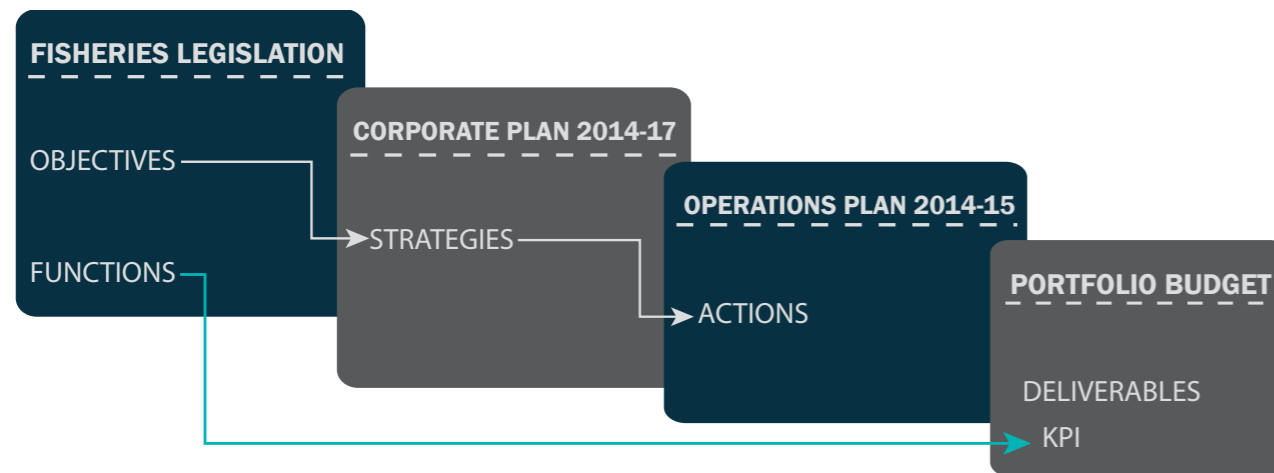 FISHERIES LEGISLATION
OBJECTIVES
FUNCTIONS
CORPORATE PLAN 2014-17
STRATEGIES
OPERATIONS PLAN 2014-15
ACTIONS
PORTFOLIO BUDGET
DELIVERABLES
KPI